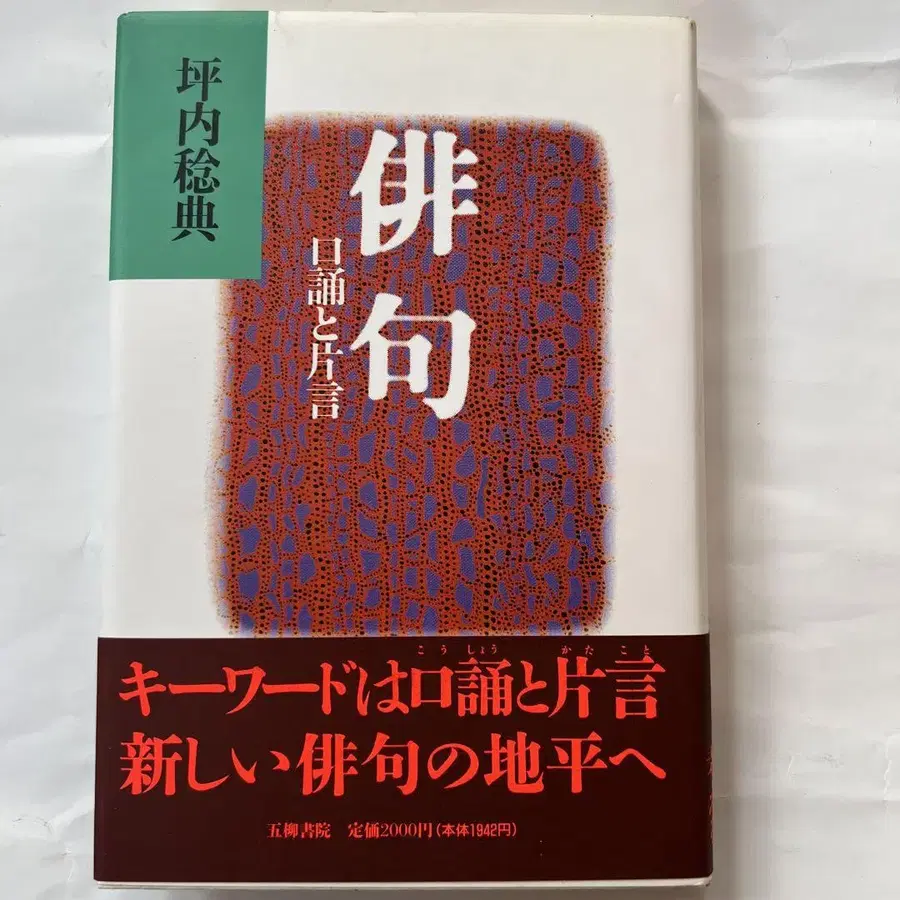 坪内稔典
俳句
口誦と片言
こうしょう かたこと
キーワードは口誦と片言
新しい俳句の地平へ
五柳書院 定価2000円(本体1942円)